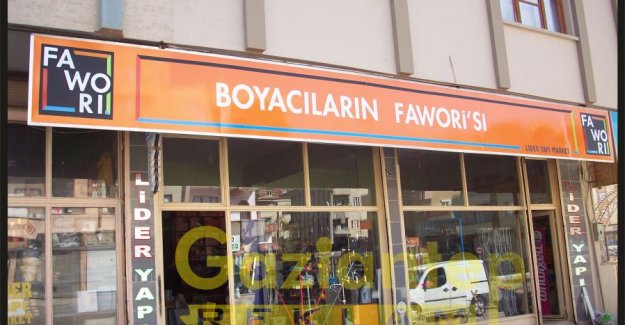 FA
WO
RI
BOYACILARIN FAWORİ'Sİ
LİDER YAPI MARKET
FA
WO
RI
LİDER YAPI
LİDER YAPI
Gaziantep
REKLAM